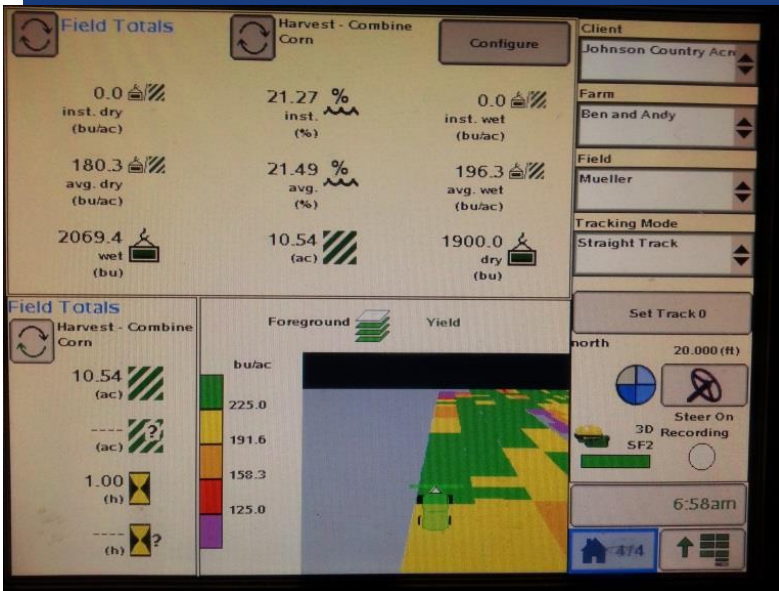 Field Totals
Harvest - Combine
Corn
Configure
0.0
inst. dry
(bu/ac)
21.27 %
inst.
(%)
0.0
inst. wet
(bu/ac)
180.3
avg. dry
(bu/ac)
21.49 %
avg.
(%)
196.3
avg. wet
(bu/ac)
2069.4
wet
(bu)
10.54
(ac)
1900.0
dry
(bu)
Client
Johnson Country Acr
Farm
Ben and Andy
Field
Mueller
Tracking Mode
Straight Track
Set Track 0
north
20.000 (ft)
Steer On
3D
SF2
Recording
6:58am
4/4
Field Totals
Harvest - Combine
Corn
10.54
(ac)
----
?
(ac)
1.00
(h)
----
?
(h)
Foreground
Yield
bu/ac
225.0
191.6
158.3
125.0